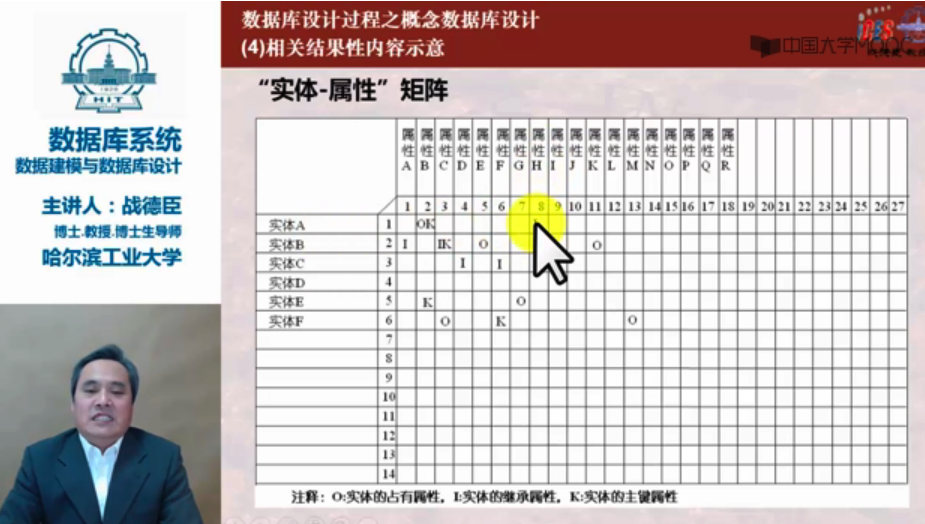 数据库设计过程之概念数据库设计
(4)相关结果性内容示意
中国大学MOOC
HIT
数据库系统
数据建模与数据库设计
主讲人：战德臣
博士.教授.博士生导师
哈尔滨工业大学
“实体-属性”矩阵
属性A 属性B 属性C 属性D 属性E 属性F 属性G 属性H 属性I 属性J 属性K 属性L 属性M 属性N 属性O 属性P 属性Q 属性R
1 2 3 4 5 6 7 8 9 10 11 12 13 14 15 16 17 18 19 20 21 22 23 24 25 26 27
实体A 1 OK
实体B 2 I IK O O
实体C 3 I I
实体D 4
实体E 5 K O
实体F 6 O K O
7
8
9
10
11
12
13
14
注释：O:实体的占有属性，I:实体的继承属性，K:实体的主键属性